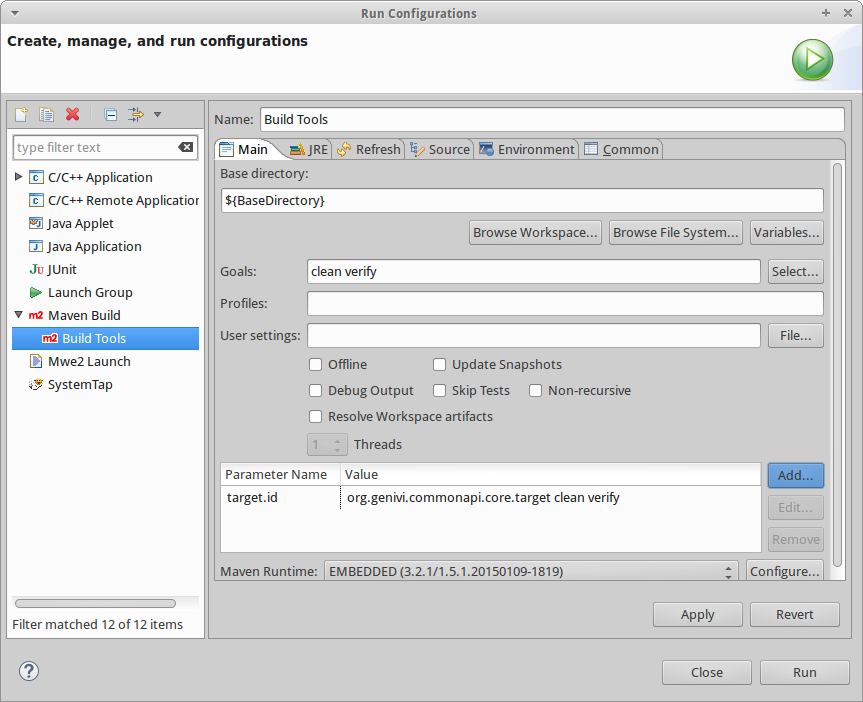 Run Configurations
Create, manage, and run configurations
type filter text
C/C++ Application
C/C++ Remote Application
Java Applet
Java Application
JUnit
Launch Group
Maven Build
Build Tools
Mwe2 Launch
SystemTap
Filter matched 12 of 12 items
Name: Build Tools
Main JRE Refresh Source Environment Common
Base directory:
${BaseDirectory}
Browse Workspace... Browse File System... Variables...
Goals: clean verify Select...
Profiles:
User settings: File...
Offline Update Snapshots
Debug Output Skip Tests Non-recursive
Resolve Workspace artifacts
1 Threads
Parameter Name Value
target.id org.genivi.commonapi.core.target clean verify
Add...
Edit...
Remove
Maven Runtime: EMBEDDED (3.2.1/1.5.1.20150109-1819) Configure...
Apply Revert
? Close Run